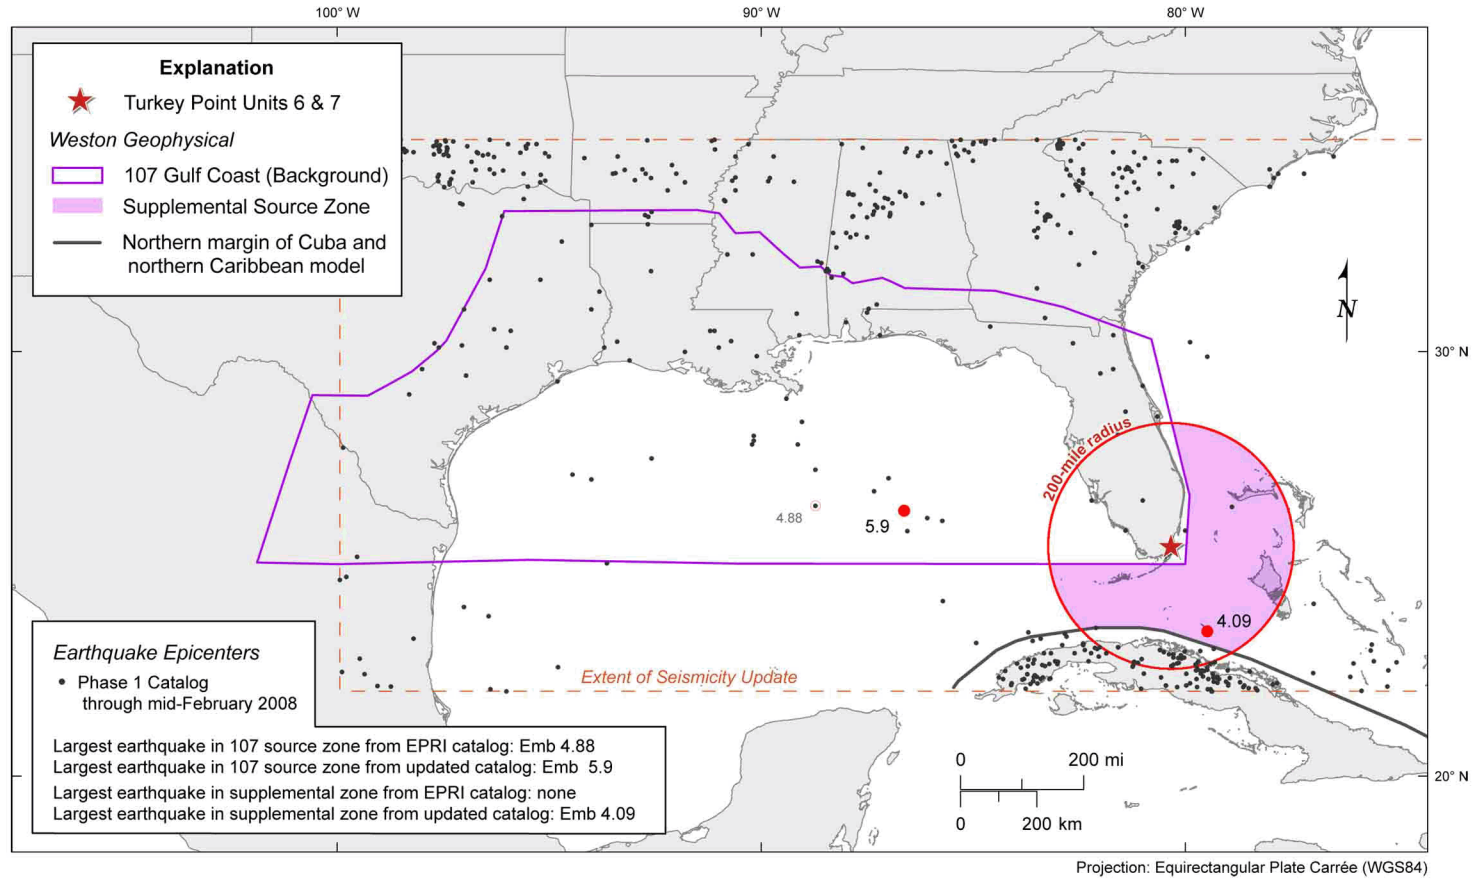 100° W
90° W
80° W
Explanation
Turkey Point Units 6 & 7
Weston Geophysical
107 Gulf Coast (Background)
Supplemental Source Zone
Northern margin of Cuba and
northern Caribbean model
N
30° N
200-mile radius
4.88
5.9
4.09
Extent of Seismicity Update
Earthquake Epicenters
Phase 1 Catalog
through mid-February 2008
Largest earthquake in 107 source zone from EPRI catalog: Emb 4.88
Largest earthquake in 107 source zone from updated catalog: Emb 5.9
Largest earthquake in supplemental zone from EPRI catalog: none
Largest earthquake in supplemental zone from updated catalog: Emb 4.09
0 200 mi
0 200 km
20° N
Projection: Equirectangular Plate Carrée (WGS84)